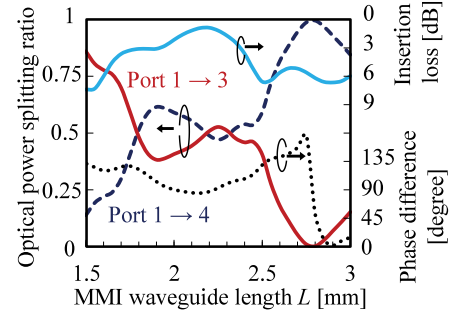 Optical power splitting ratio
1
0.75
0.5
0.25
0
Port 1 → 3
Port 1 → 4
0
3
6
9
Insertion
loss [dB]
135
90
45
0
Phase difference
[degree]
1.5
2
2.5
3
MMI waveguide length L [mm]